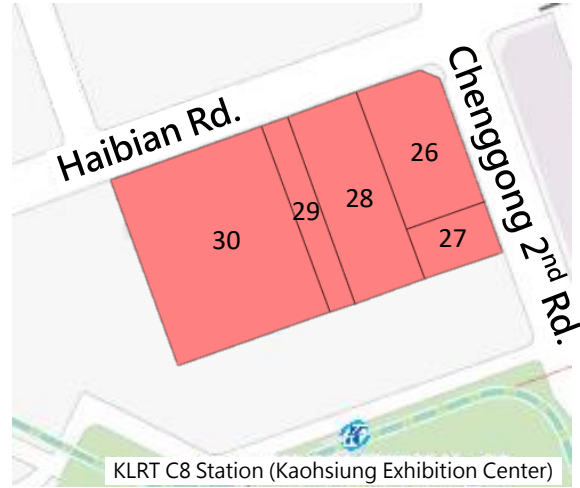 Haibian Rd.
Chenggong 2nd Rd.
26
29
28
30
27
KLRT C8 Station (Kaohsiung Exhibition Center)